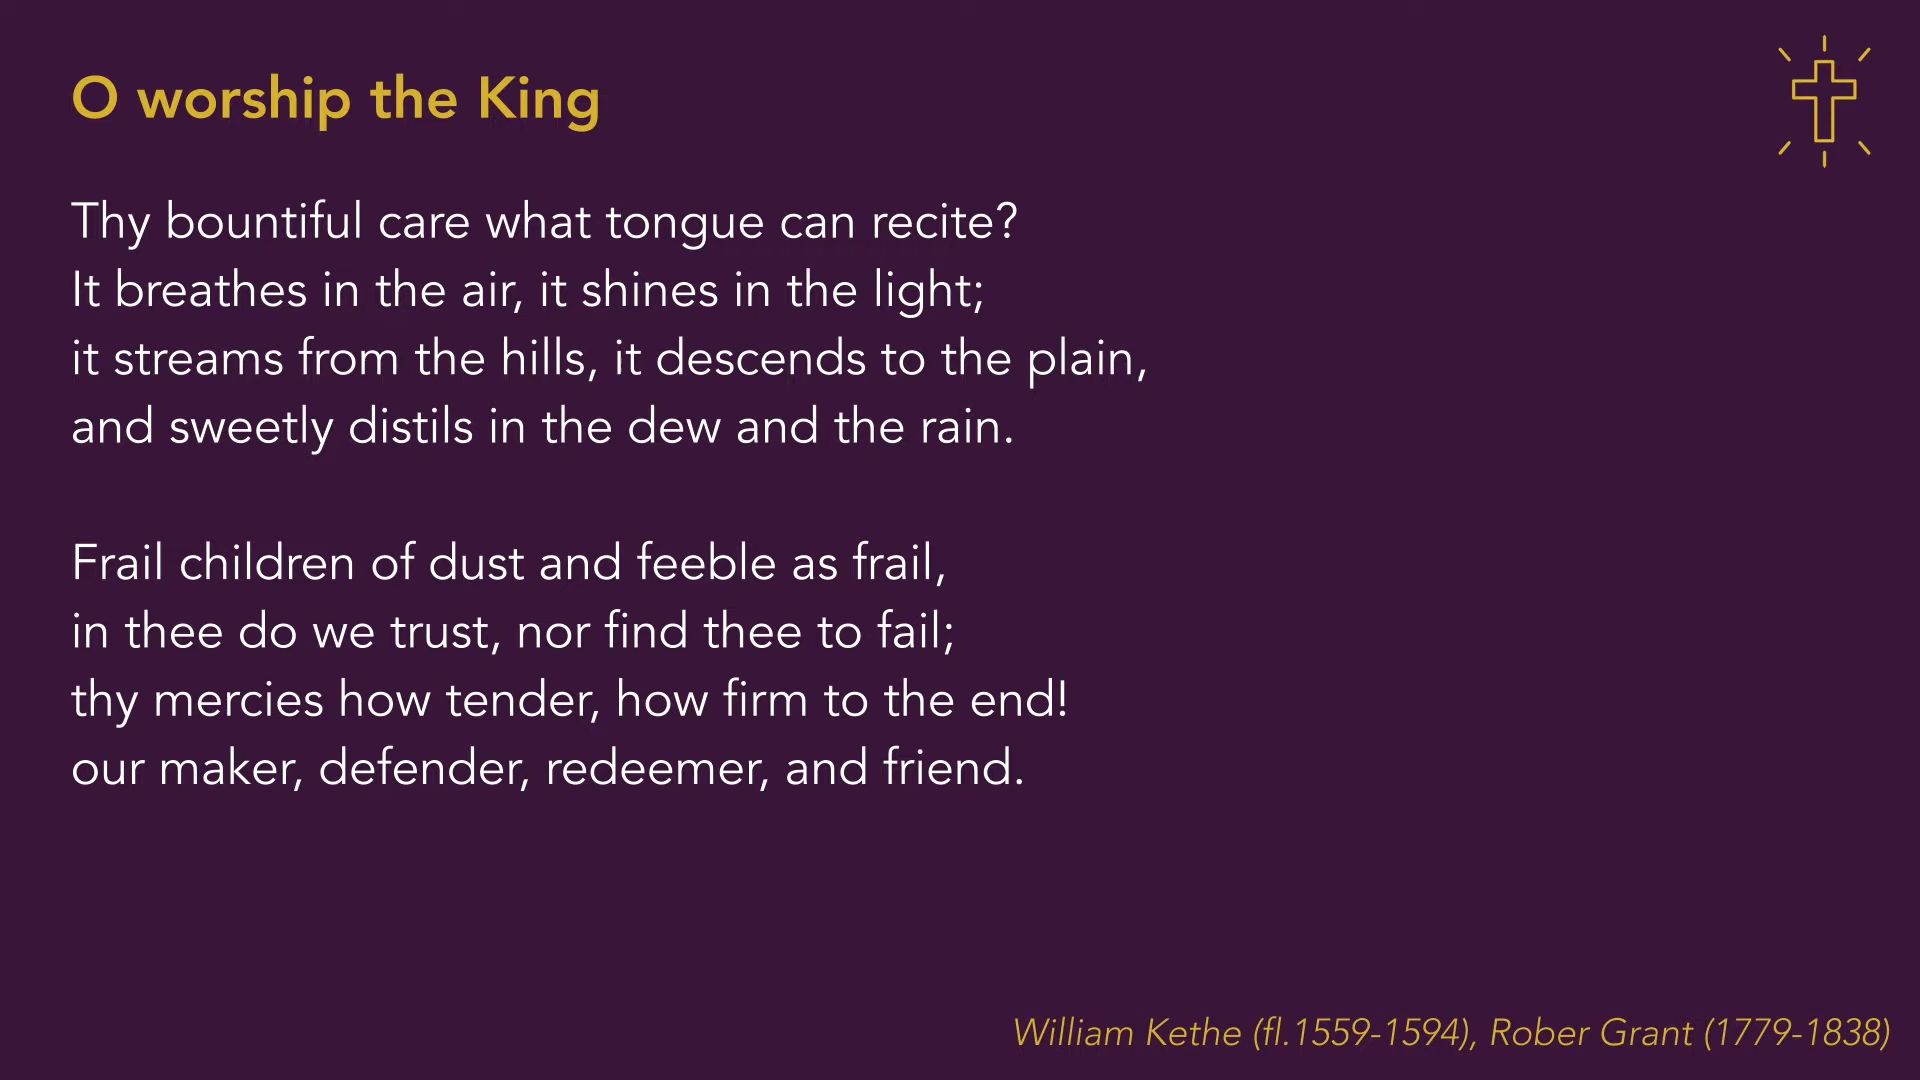 O worship the King
Thy bountiful care what tongue can recite?
It breathes in the air, it shines in the light;
it streams from the hills, it descends to the plain,
and sweetly distils in the dew and the rain.
Frail children of dust and feeble as frail,
in thee do we trust, nor find thee to fail;
thy mercies how tender, how firm to the end!
our maker, defender, redeemer, and friend.
William Kethe (fl.1559-1594), Rober Grant (1779-1838)